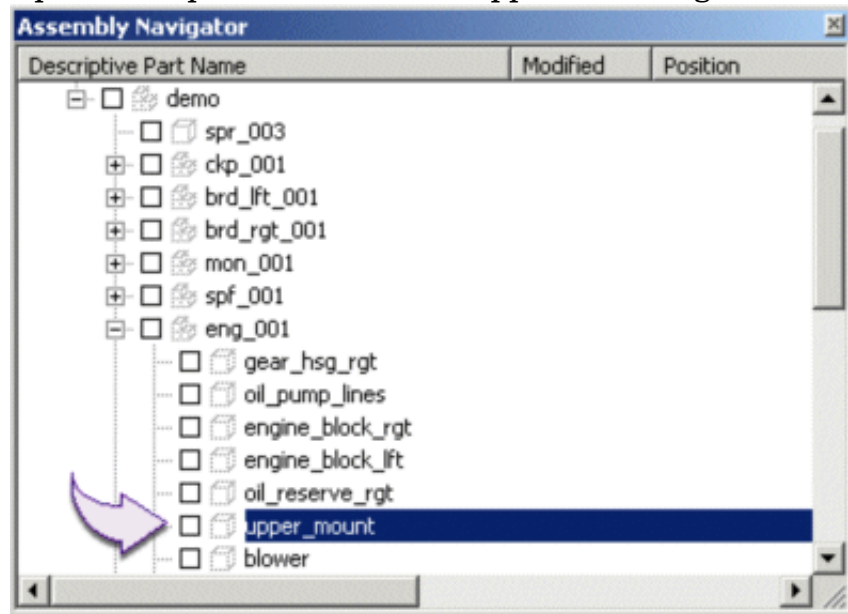 Assembly Navigator
Descriptive Part Name Modified Position
demo
spr_003
ckp_001
brd_lft_001
brd_rgt_001
mon_001
spf_001
eng_001
gear_hsg_rgt
oil_pump_lines
engine_block_rgt
engine_block_lft
oil_reserve_rgt
upper_mount
blower